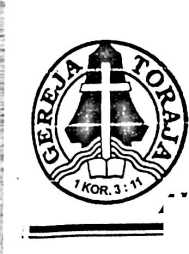 GEREJA TORAJA
1 KOR. 3 : 11